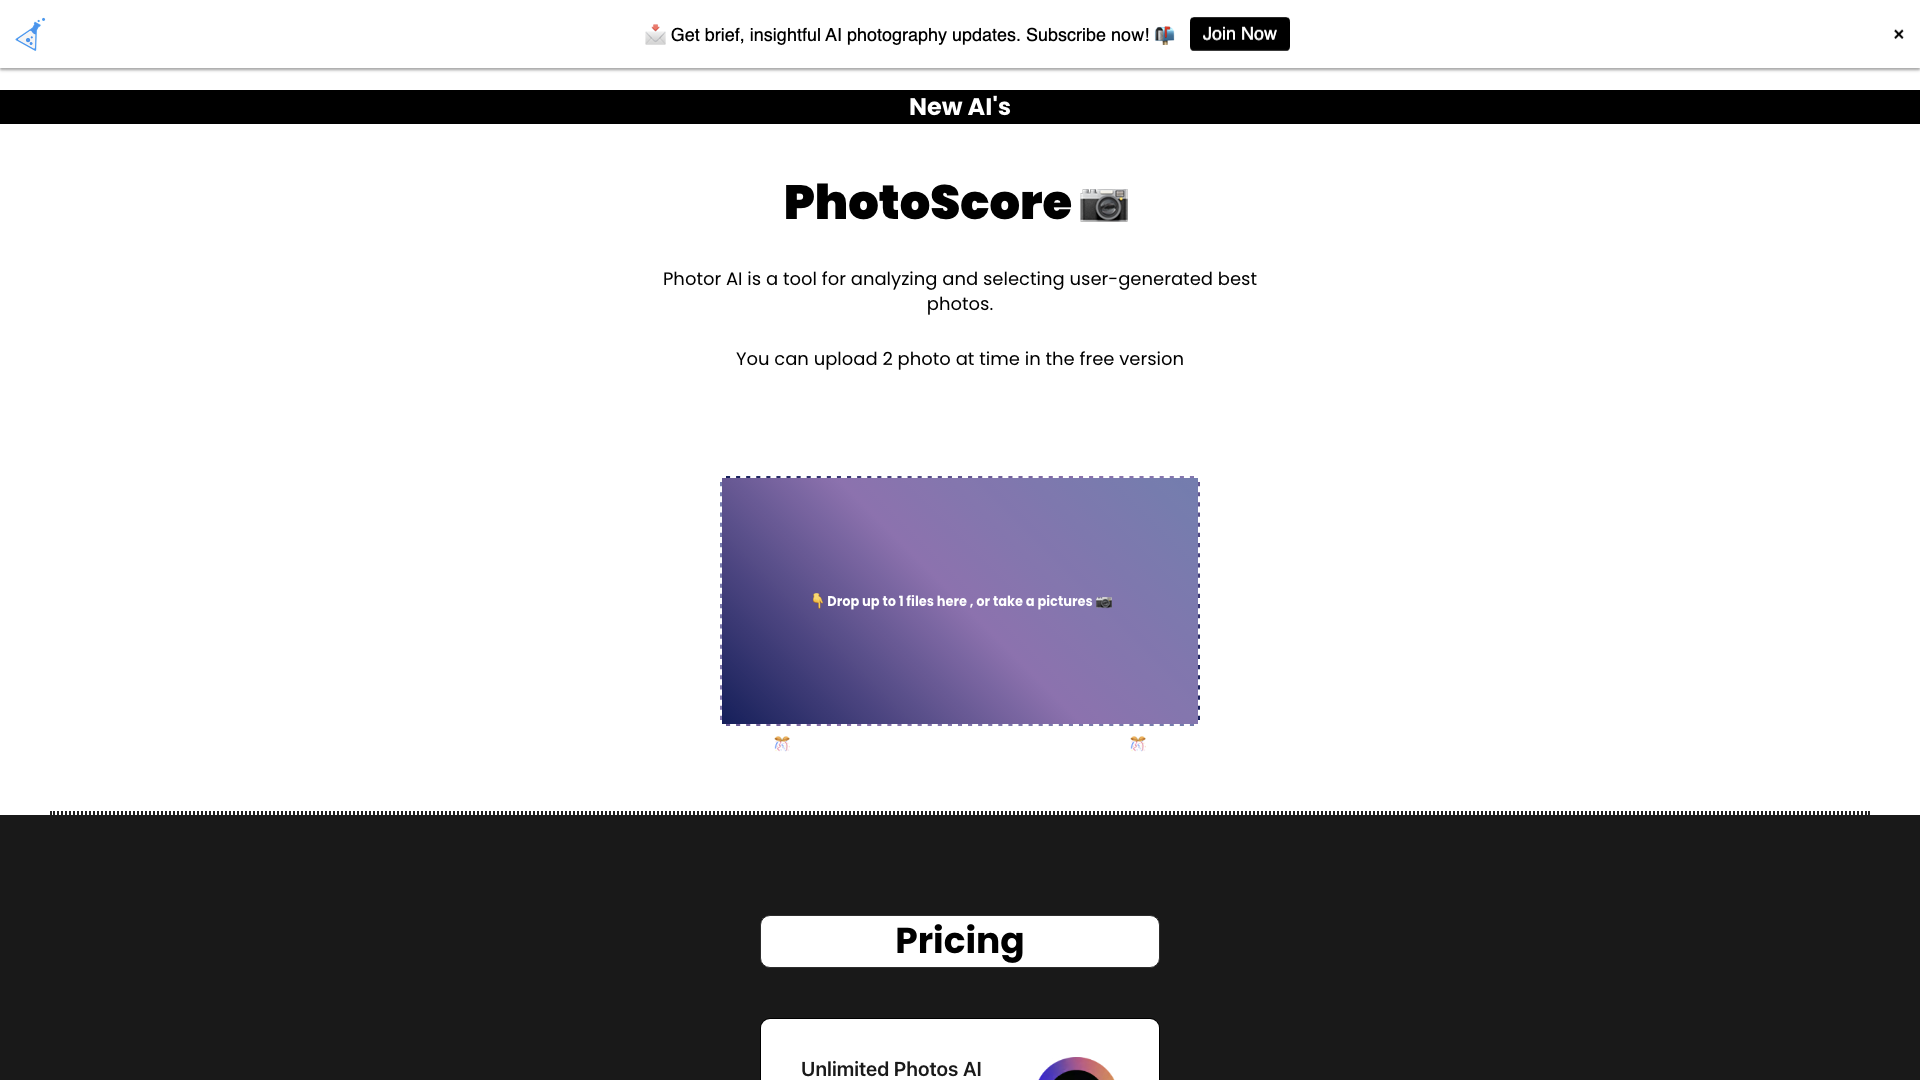 📩 Get brief, insightful AI photography updates. Subscribe now! 📬 Join Now ×
New AI's
PhotoScore 📷
Photor AI is a tool for analyzing and selecting user-generated best
photos.
You can upload 2 photo at time in the free version
👇 Drop up to 1 files here , or take a pictures 📷
Pricing
Unlimited Photos AI